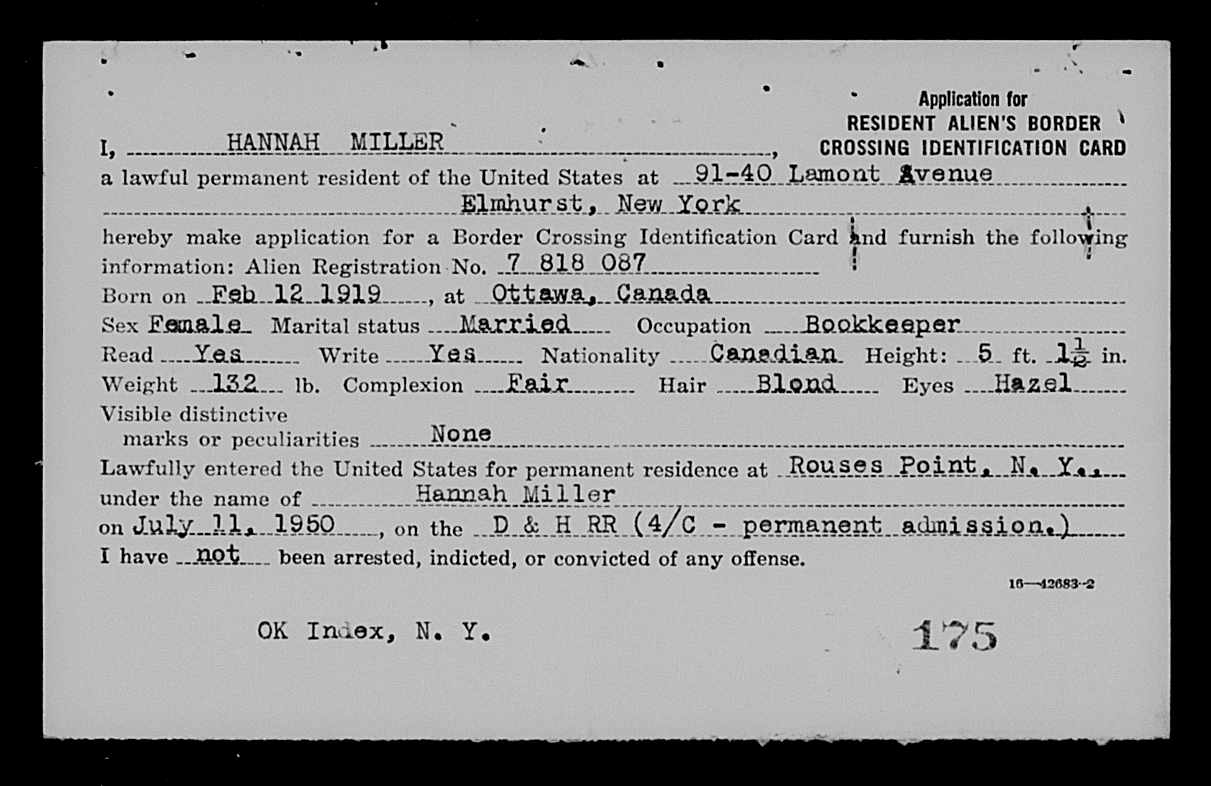 Application for
RESIDENT ALIEN'S BORDER
CROSSING IDENTIFICATION CARD
I, HANNAH MILLER,
a lawful permanent resident of the United States at 91-40 Lamont Avenue
Elmhurst, New York
hereby make application for a Border Crossing Identification Card and furnish the following
information: Alien Registration No. 7 818 087
Born on Feb 12 1919, at Ottawa, Canada
Sex Female Marital status Married Occupation Bookkeeper
Read Yes Write Yes Nationality Canadian Height: 5 ft. 1½ in.
Weight 132 lb. Complexion Fair Hair Blond Eyes Hazel
Visible distinctive
marks or peculiarities None
Lawfully entered the United States for permanent residence at Rouses Point, N. Y.,
under the name of Hannah Miller
on July 11, 1950, on the D & H RR (4/C - permanent admission.)
I have not been arrested, indicted, or convicted of any offense.
16—42683-2
OK Index, N. Y.
175